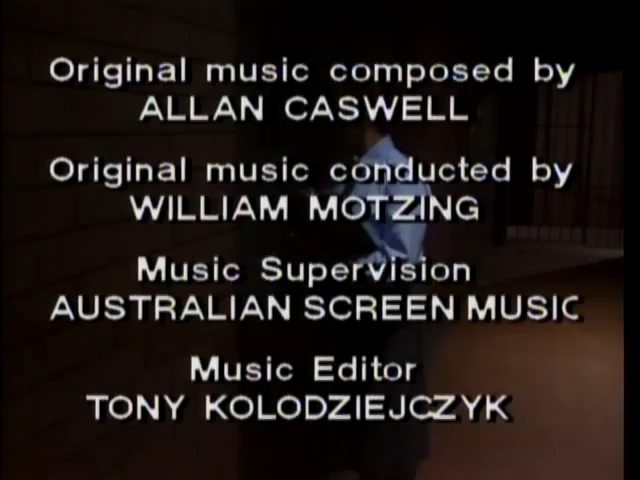 Original music composed by
ALLAN CASWELL
Original music conducted by
WILLIAM MOTZING
Music Supervision
AUSTRALIAN SCREEN MUSIC
Music Editor
TONY KOLODZIEJCZYK